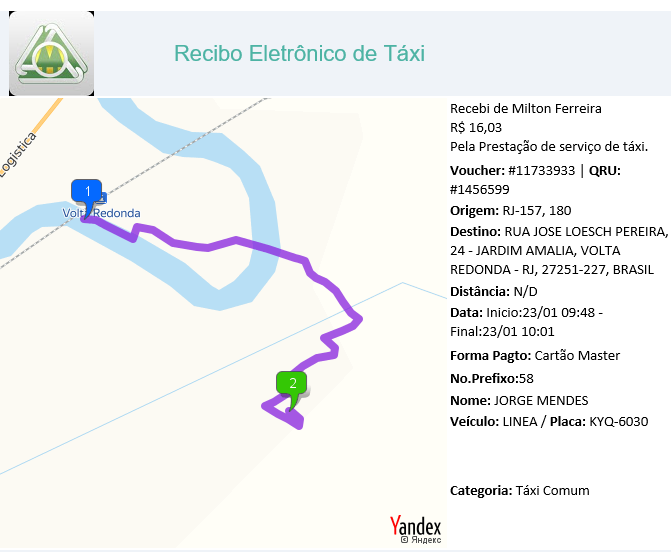 Recibo Eletrônico de Táxi
Logística
1
Volta Redonda
2
Yandex
© Яндекс
Recebi de Milton Ferreira
R$ 16,03
Pela Prestação de serviço de táxi.
Voucher: #11733933 | QRU:
#1456599
Origem: RJ-157, 180
Destino: RUA JOSE LOESCH PEREIRA,
24 - JARDIM AMALIA, VOLTA
REDONDA - RJ, 27251-227, BRASIL
Distância: N/D
Data: Inicio:23/01 09:48 -
Final:23/01 10:01
Forma Pagto: Cartão Master
No.Prefixo:58
Nome: JORGE MENDES
Veículo: LINEA / Placa: KYQ-6030
Categoria: Táxi Comum